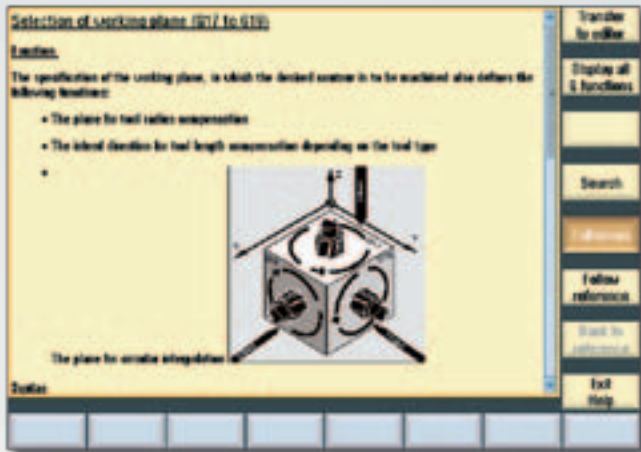 Selection of working plane (G17 to G19)
Function
The specification of the working plane, in which the desired contour is to be machined also defines the
following functions:
• The plane for tool radius compensation
• The infeed direction for tool length compensation depending on the tool type
•
Z
The plane for circular interpolation
Syntax
Transfer
to editor
Display all
G functions
Search
Full screen
Follow
reference
Back to
reference
Exit
Help